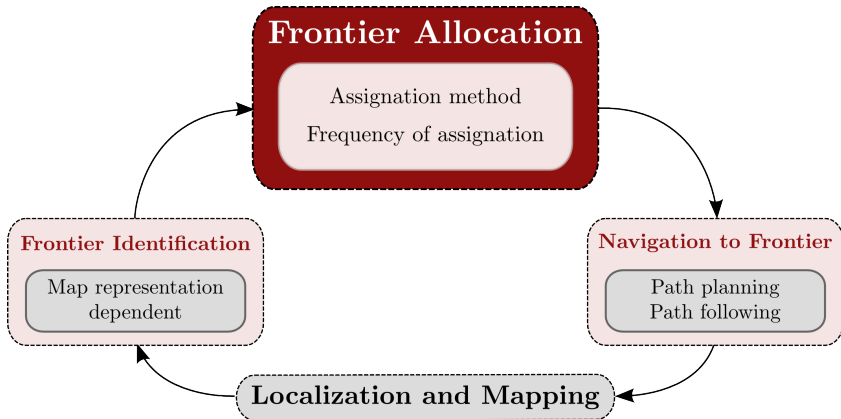 Frontier Allocation
Assignation method
Frequency of assignation
Frontier Identification
Map representation
dependent
Navigation to Frontier
Path planning
Path following
Localization and Mapping